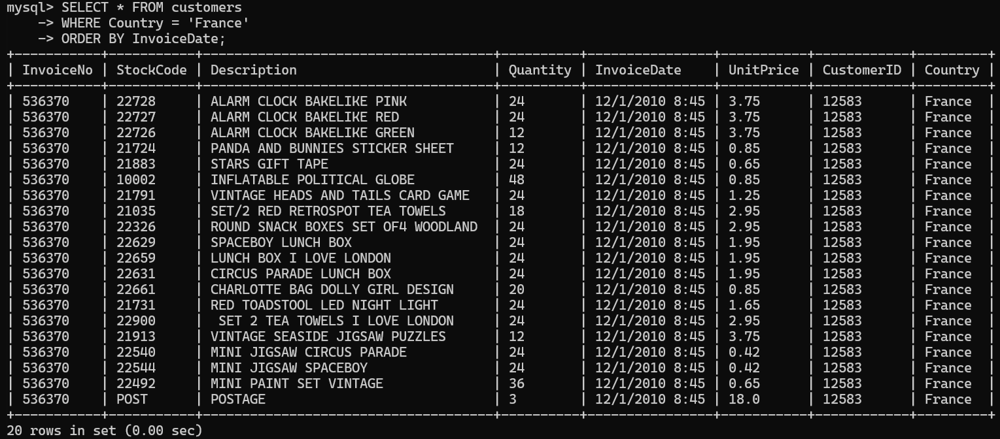 mysql> SELECT * FROM customers
    -> WHERE Country = 'France'
    -> ORDER BY InvoiceDate;
+-----------+-----------+-------------------------------------+----------+----------------+-----------+------------+---------+
| InvoiceNo | StockCode | Description                         | Quantity | InvoiceDate    | UnitPrice | CustomerID | Country |
+-----------+-----------+-------------------------------------+----------+----------------+-----------+------------+---------+
| 536370    | 22728     | ALARM CLOCK BAKELIKE PINK           | 24       | 12/1/2010 8:45 | 3.75      | 12583      | France  |
| 536370    | 22727     | ALARM CLOCK BAKELIKE RED            | 24       | 12/1/2010 8:45 | 3.75      | 12583      | France  |
| 536370    | 22726     | ALARM CLOCK BAKELIKE GREEN          | 12       | 12/1/2010 8:45 | 3.75      | 12583      | France  |
| 536370    | 21724     | PANDA AND BUNNIES STICKER SHEET     | 12       | 12/1/2010 8:45 | 0.85      | 12583      | France  |
| 536370    | 21883     | STARS GIFT TAPE                     | 24       | 12/1/2010 8:45 | 0.65      | 12583      | France  |
| 536370    | 10002     | INFLATABLE POLITICAL GLOBE          | 48       | 12/1/2010 8:45 | 0.85      | 12583      | France  |
| 536370    | 21791     | VINTAGE HEADS AND TAILS CARD GAME   | 24       | 12/1/2010 8:45 | 1.25      | 12583      | France  |
| 536370    | 21035     | SET/2 RED RETROSPOT TEA TOWELS      | 18       | 12/1/2010 8:45 | 2.95      | 12583      | France  |
| 536370    | 22326     | ROUND SNACK BOXES SET OF4 WOODLAND  | 24       | 12/1/2010 8:45 | 2.95      | 12583      | France  |
| 536370    | 22629     | SPACEBOY LUNCH BOX                  | 24       | 12/1/2010 8:45 | 1.95      | 12583      | France  |
| 536370    | 22659     | LUNCH BOX I LOVE LONDON             | 24       | 12/1/2010 8:45 | 1.95      | 12583      | France  |
| 536370    | 22631     | CIRCUS PARADE LUNCH BOX             | 24       | 12/1/2010 8:45 | 1.95      | 12583      | France  |
| 536370    | 22661     | CHARLOTTE BAG DOLLY GIRL DESIGN     | 20       | 12/1/2010 8:45 | 0.85      | 12583      | France  |
| 536370    | 21731     | RED TOADSTOOL LED NIGHT LIGHT       | 24       | 12/1/2010 8:45 | 1.65      | 12583      | France  |
| 536370    | 22900     |  SET 2 TEA TOWELS I LOVE LONDON     | 24       | 12/1/2010 8:45 | 2.95      | 12583      | France  |
| 536370    | 21913     | VINTAGE SEASIDE JIGSAW PUZZLES      | 12       | 12/1/2010 8:45 | 3.75      | 12583      | France  |
| 536370    | 22540     | MINI JIGSAW CIRCUS PARADE           | 24       | 12/1/2010 8:45 | 0.42      | 12583      | France  |
| 536370    | 22544     | MINI JIGSAW SPACEBOY                | 24       | 12/1/2010 8:45 | 0.42      | 12583      | France  |
| 536370    | 22492     | MINI PAINT SET VINTAGE              | 36       | 12/1/2010 8:45 | 0.65      | 12583      | France  |
| 536370    | POST      | POSTAGE                             | 3        | 12/1/2010 8:45 | 18.0      | 12583      | France  |
+-----------+-----------+-------------------------------------+----------+----------------+-----------+------------+---------+
20 rows in set (0.00 sec)